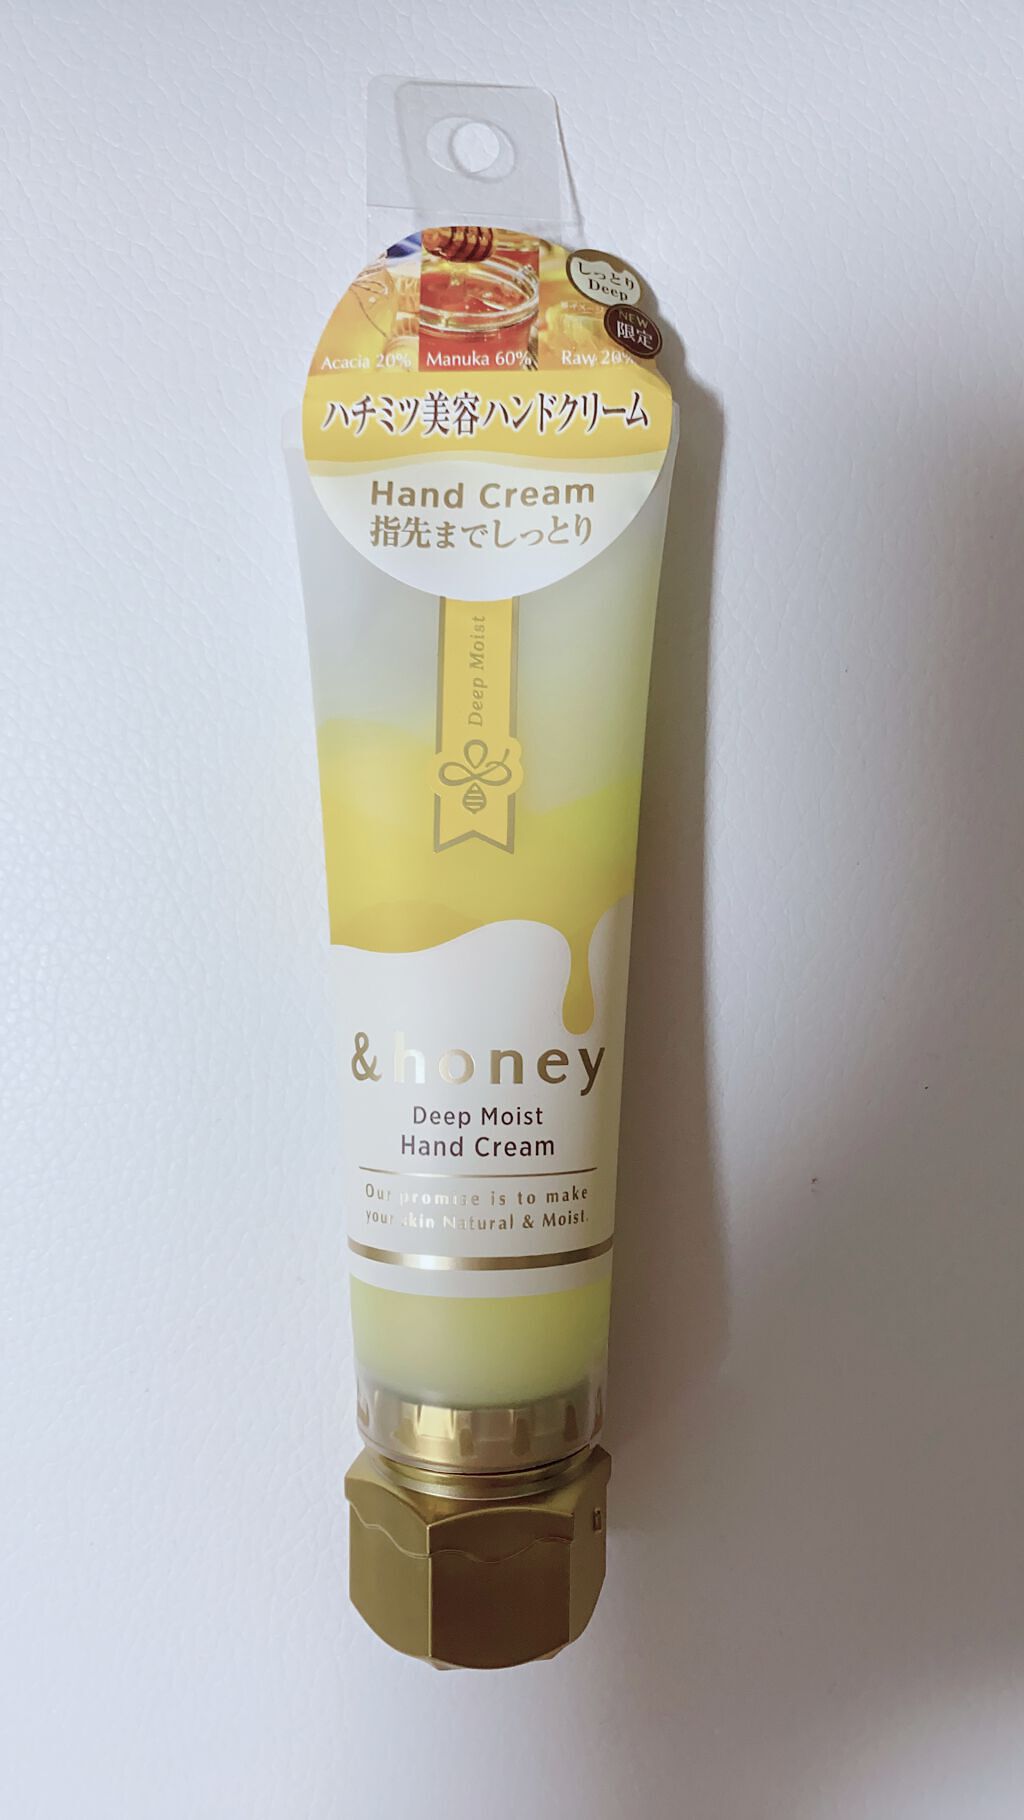 しっとり
Deep
NEW
限定
Acacia 20% Manuka 60% Raw 20%
ハチミツ美容ハンドクリーム
Hand Cream
指先までしっとり
Deep Moist
&honey
Deep Moist
Hand Cream
Our promise is to make
your skin Natural & Moist.